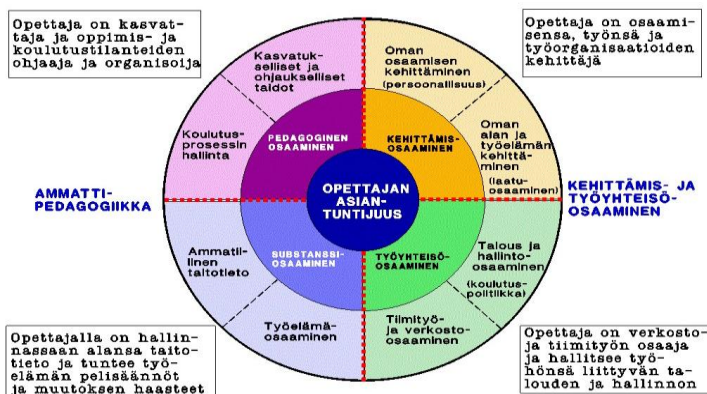 Opettaja on kasvat-
taja ja oppimis- ja
koulutustilanteiden
ohjaaja ja organisoija
Opettaja on osaami-
sensa, työnsä ja
työorganisaatioiden
kehittäjä
Kasvatuk-
selliset ja
ohjaukselliset
taidot
Oman
osaamisen
kehittäminen
(persoonallisuus)
Koulutus-
prosessin
hallinta
PEDAGOGINEN
OSAAMINEN
KEHITTÄMIS-
OSAAMINEN
Oman
alan ja
työelämän
kehittä-
minen
(laatu-
osaaminen)
AMMATTI-
PEDAGOGIIKKA
OPETTAJAN
ASIAN-
TUNTIJUUS
KEHITTÄMIS- JA
TYÖYHTEISÖ-
OSAAMINEN
Ammatil-
linen
taitotieto
SUBSTANSSI-
OSAAMINEN
TYÖYHTEISÖ-
OSAAMINEN
Talous ja
hallinto-
osaaminen
(koulutus-
politiikka)
Työelämä-
osaaminen
Tiimityö-
ja verkosto-
osaaminen
Opettajalla on hallin-
nassaan alansa taito-
tieto ja tuntee työ-
elämän pelisäännöt
ja muutoksen haasteet
Opettaja on verkosto-
ja tiimityön osaaja
ja hallitsee työ-
hönsä liittyvän ta-
louden ja hallinnon